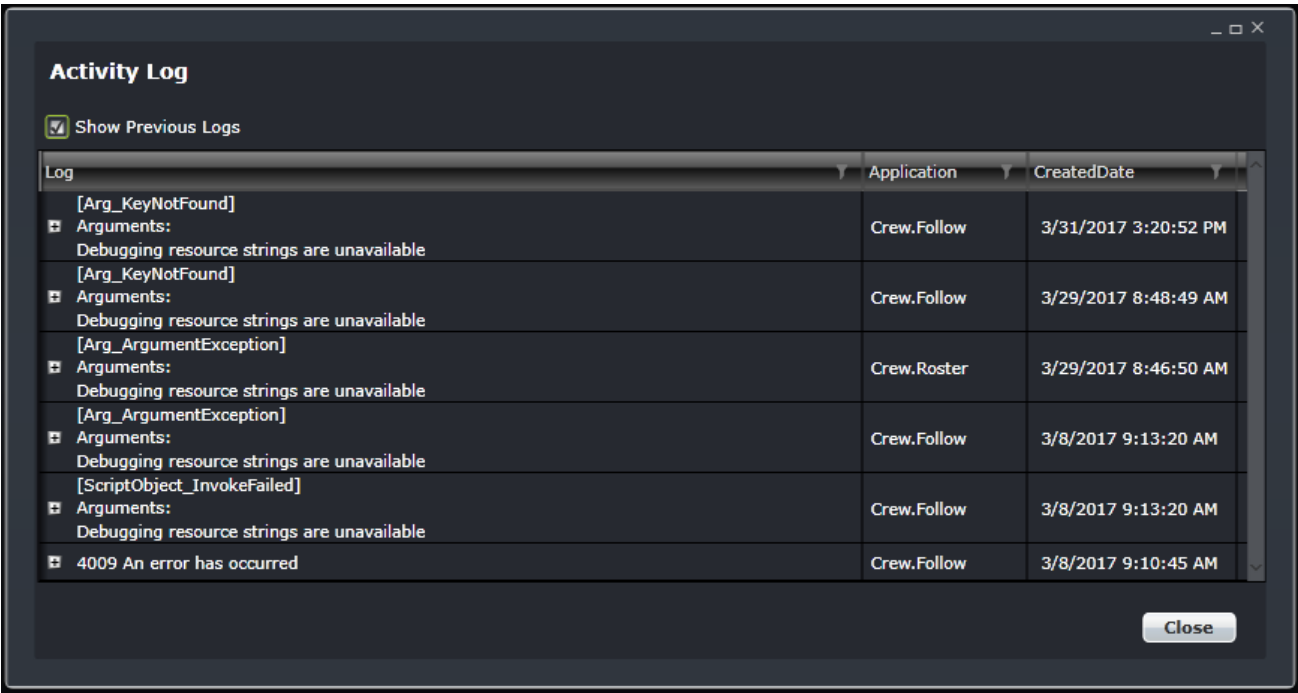 Activity Log
Show Previous Logs
Log Application CreatedDate
[Arg_KeyNotFound]
Arguments:
Debugging resource strings are unavailable
Crew.Follow 3/31/2017 3:20:52 PM
[Arg_KeyNotFound]
Arguments:
Debugging resource strings are unavailable
Crew.Follow 3/29/2017 8:48:49 AM
[Arg_ArgumentException]
Arguments:
Debugging resource strings are unavailable
Crew.Roster 3/29/2017 8:46:50 AM
[Arg_ArgumentException]
Arguments:
Debugging resource strings are unavailable
Crew.Follow 3/8/2017 9:13:20 AM
[ScriptObject_InvokeFailed]
Arguments:
Debugging resource strings are unavailable
Crew.Follow 3/8/2017 9:13:20 AM
4009 An error has occurred Crew.Follow 3/8/2017 9:10:45 AM
Close